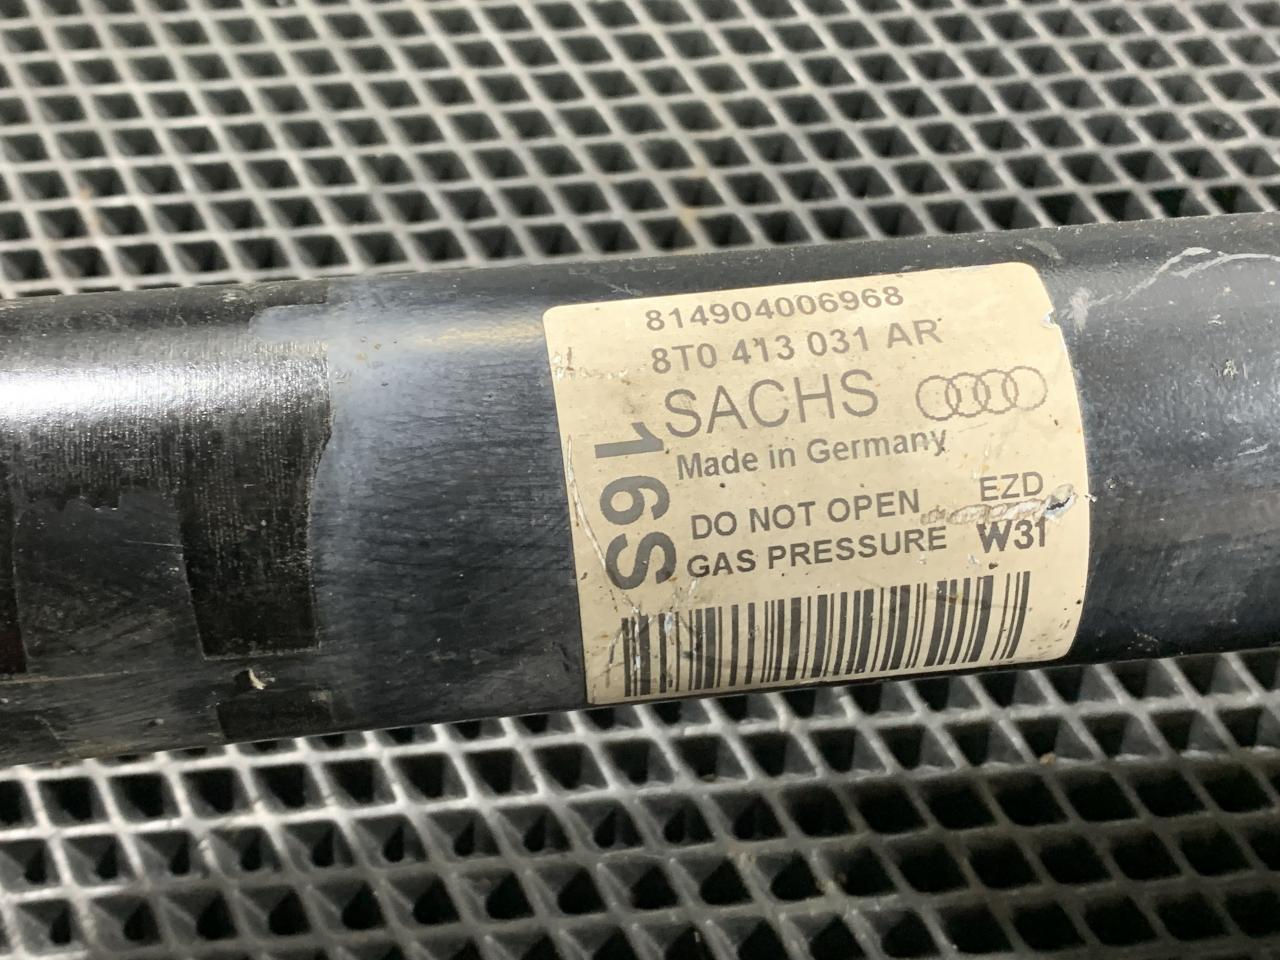 814904006968
8T0 413 031 AR
SACHS
Made in Germany
16S
DO NOT OPEN
EZD
GAS PRESSURE
W31